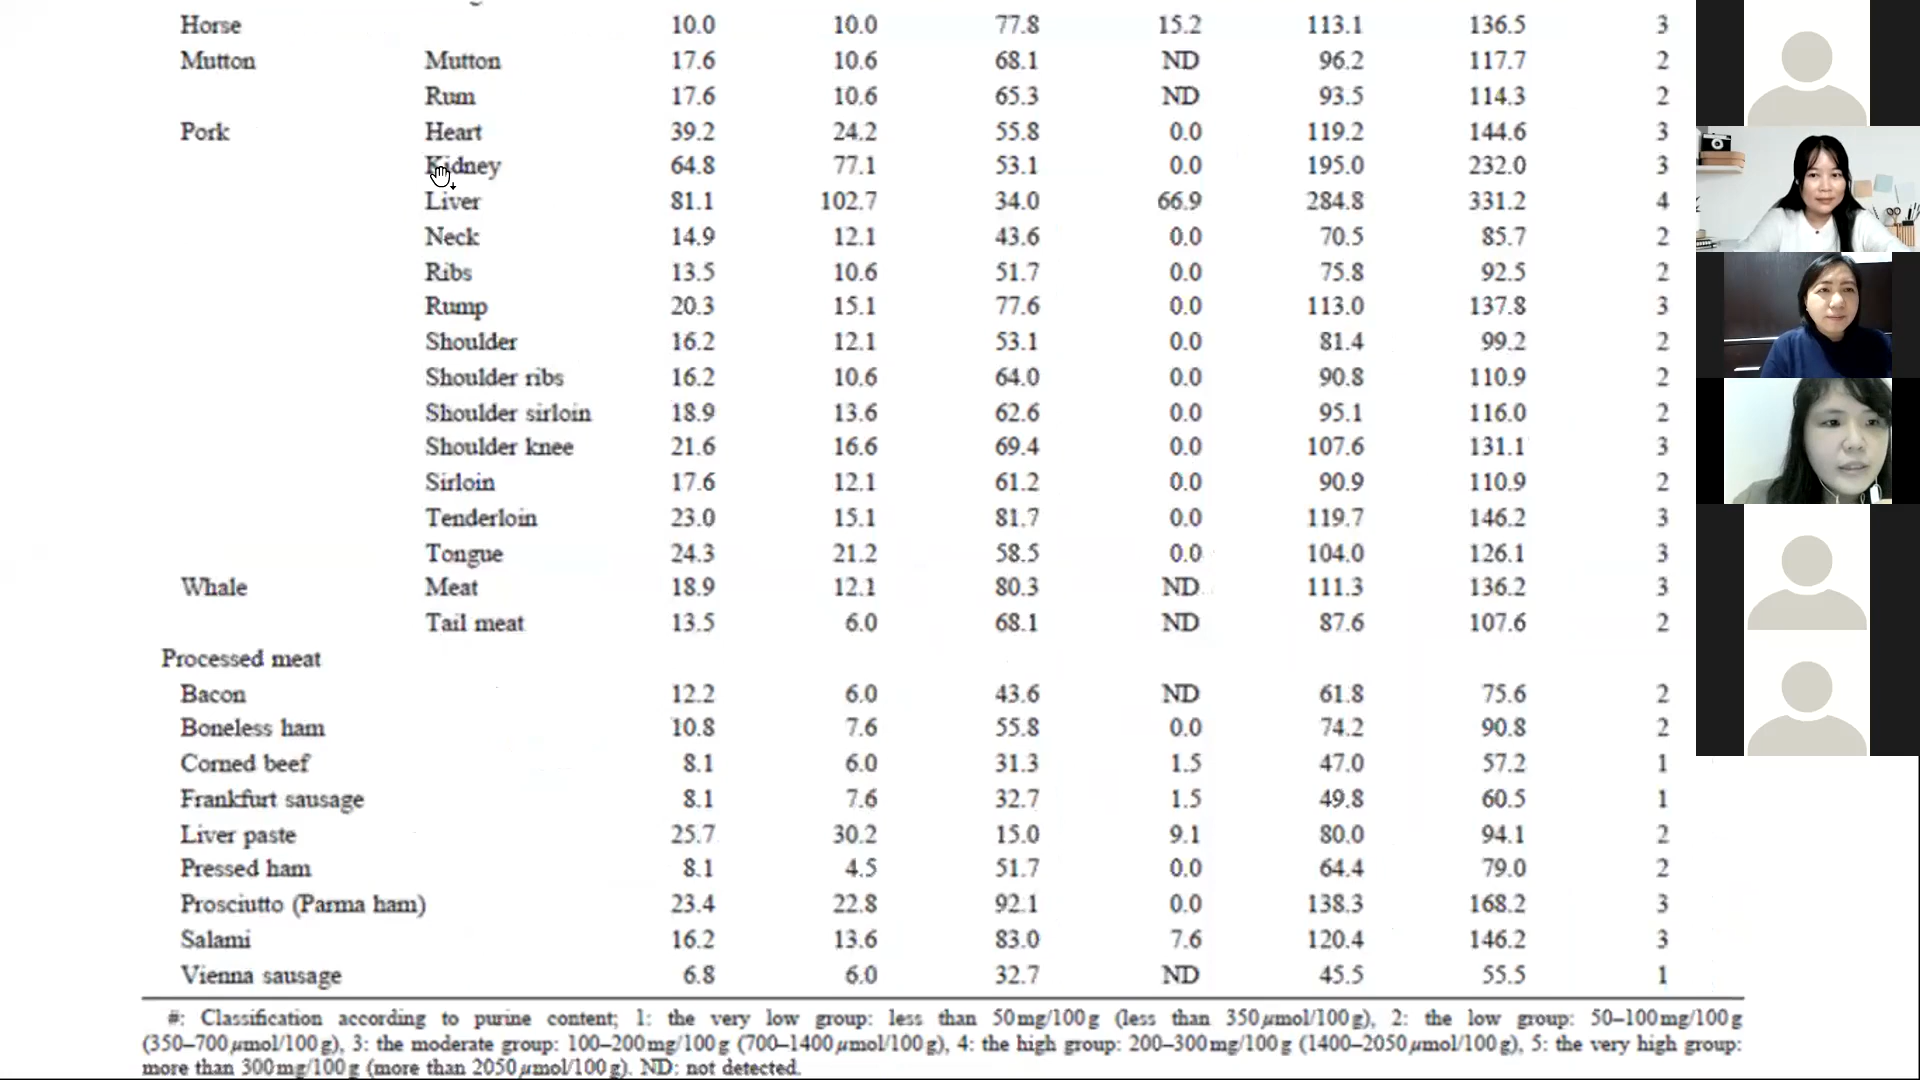 Horse 10.0 10.0 77.8 15.2 113.1 136.5 3
Mutton Mutton 17.6 10.6 68.1 ND 96.2 117.7 2
Rum 17.6 10.6 65.3 ND 93.5 114.3 2
Pork Heart 39.2 24.2 55.8 0.0 119.2 144.6 3
Kidney 64.8 77.1 53.1 0.0 195.0 232.0 3
Liver 81.1 102.7 34.0 66.9 284.8 331.2 4
Neck 14.9 12.1 43.6 0.0 70.5 85.7 2
Ribs 13.5 10.6 51.7 0.0 75.8 92.5 2
Rump 20.3 15.1 77.6 0.0 113.0 137.8 3
Shoulder 16.2 12.1 53.1 0.0 81.4 99.2 2
Shoulder ribs 16.2 10.6 64.0 0.0 90.8 110.9 2
Shoulder sirloin 18.9 13.6 62.6 0.0 95.1 116.0 2
Shoulder knee 21.6 16.6 69.4 0.0 107.6 131.1 3
Sirloin 17.6 12.1 61.2 0.0 90.9 110.9 2
Tenderloin 23.0 15.1 81.7 0.0 119.7 146.2 3
Tongue 24.3 21.2 58.5 0.0 104.0 126.1 3
Whale Meat 18.9 12.1 80.3 ND 111.3 136.2 3
Tail meat 13.5 6.0 68.1 ND 87.6 107.6 2
Processed meat
Bacon 12.2 6.0 43.6 ND 61.8 75.6 2
Boneless ham 10.8 7.6 55.8 0.0 74.2 90.8 2
Corned beef 8.1 6.0 31.3 1.5 47.0 57.2 1
Frankfurt sausage 8.1 7.6 32.7 1.5 49.8 60.5 1
Liver paste 25.7 30.2 15.0 9.1 80.0 94.1 2
Pressed ham 8.1 4.5 51.7 0.0 64.4 79.0 2
Prosciutto (Parma ham) 23.4 22.8 92.1 0.0 138.3 168.2 3
Salami 16.2 13.6 83.0 7.6 120.4 146.2 3
Vienna sausage 6.8 6.0 32.7 ND 45.5 55.5 1
#: Classification according to purine content; 1: the very low group: less than 50 mg/100 g (less than 350 µmol/100 g), 2: the low group: 50–100 mg/100 g
(350–700 µmol/100 g), 3: the moderate group: 100–200 mg/100 g (700–1400 µmol/100 g), 4: the high group: 200–300 mg/100 g (1400–2050 µmol/100 g), 5: the very high group:
more than 300 mg/100 g (more than 2050 µmol/100 g). ND: not detected.